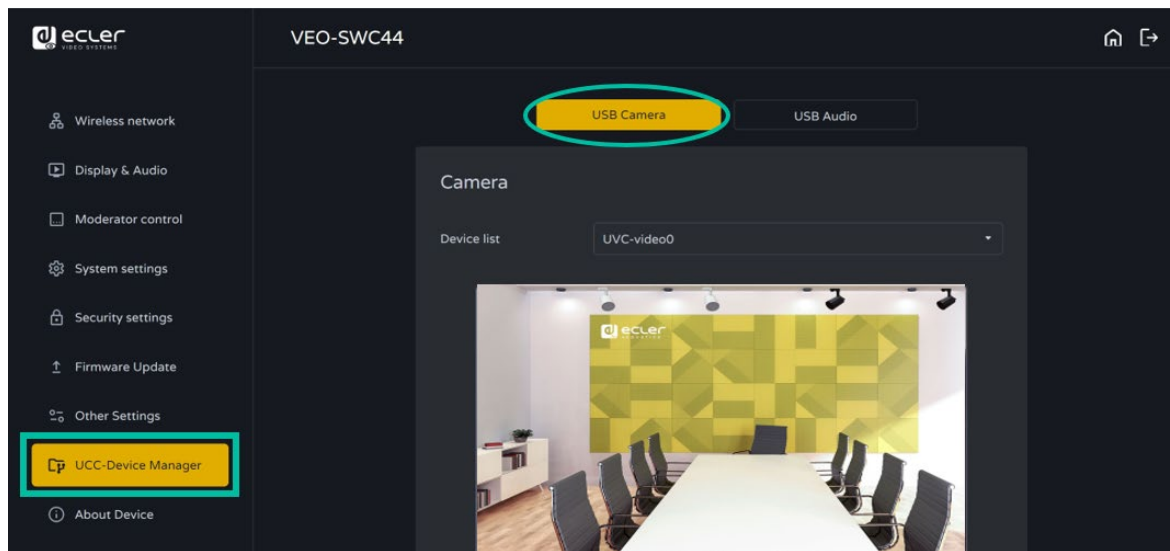 ecler
VIDEO SYSTEMS
VEO-SWC44
Wireless network
Display & Audio
Moderator control
System settings
Security settings
Firmware Update
Other Settings
UCC-Device Manager
About Device
USB Camera
USB Audio
Camera
Device list
UVC-video0
ecler